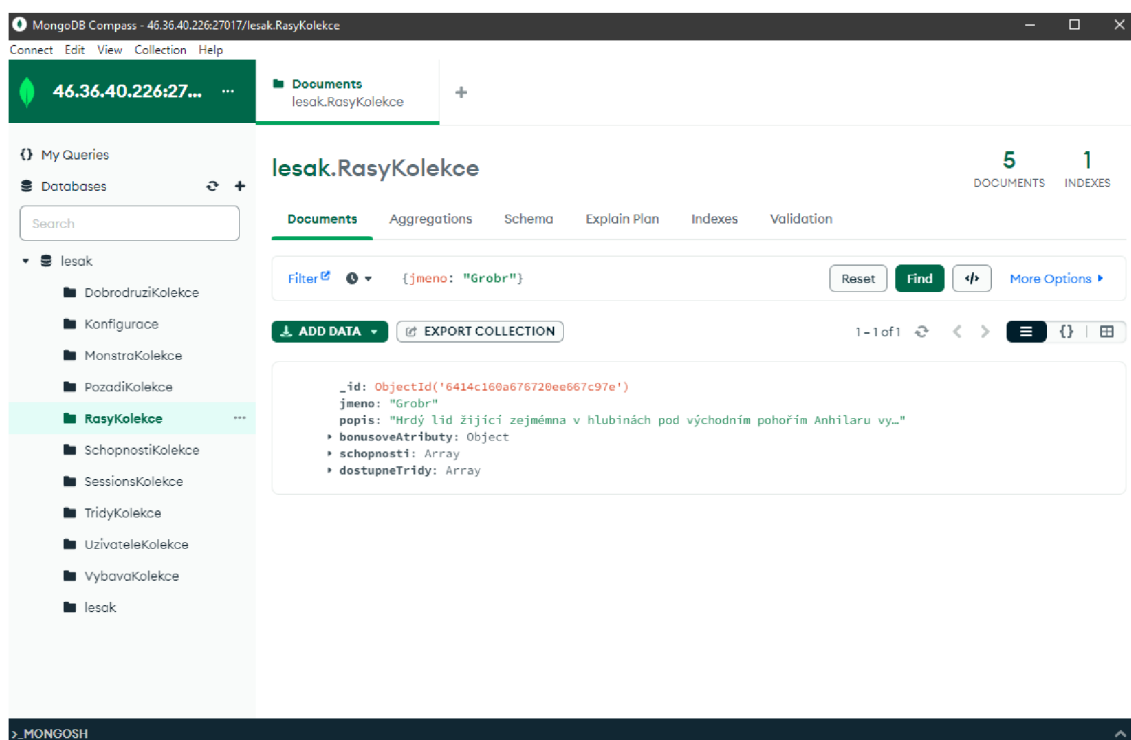 MongoDB Compass - 46.36.40.226:27017/lesak.RasyKolekce
Connect Edit View Collection Help
46.36.40.226:27... ...
Documents
lesak.RasyKolekce
+
{} My Queries
Databases
Search
lesak
DobrodruziKolekce
Konfigurace
MonstraKolekce
PozadiKolekce
RasyKolekce ...
SchopnostiKolekce
SessionsKolekce
TridyKolekce
UzivateleKolekce
VybavaKolekce
lesak
lesak.RasyKolekce
5 1
DOCUMENTS INDEXES
Documents Aggregations Schema Explain Plan Indexes Validation
Filter {jmeno: "Grobr"} Reset Find </> More Options
ADD DATA EXPORT COLLECTION 1 – 1 of 1 {}
_id: ObjectId('6414c160a676720ee667c97e')
jmeno: "Grobr"
popis: "Hrdý lid žijící zejmémna v hlubinách pod východním pohořím Anhilaru vy…"
bonusoveAtributy: Object
schopnosti: Array
dostupneTridy: Array
>_MONGOSH